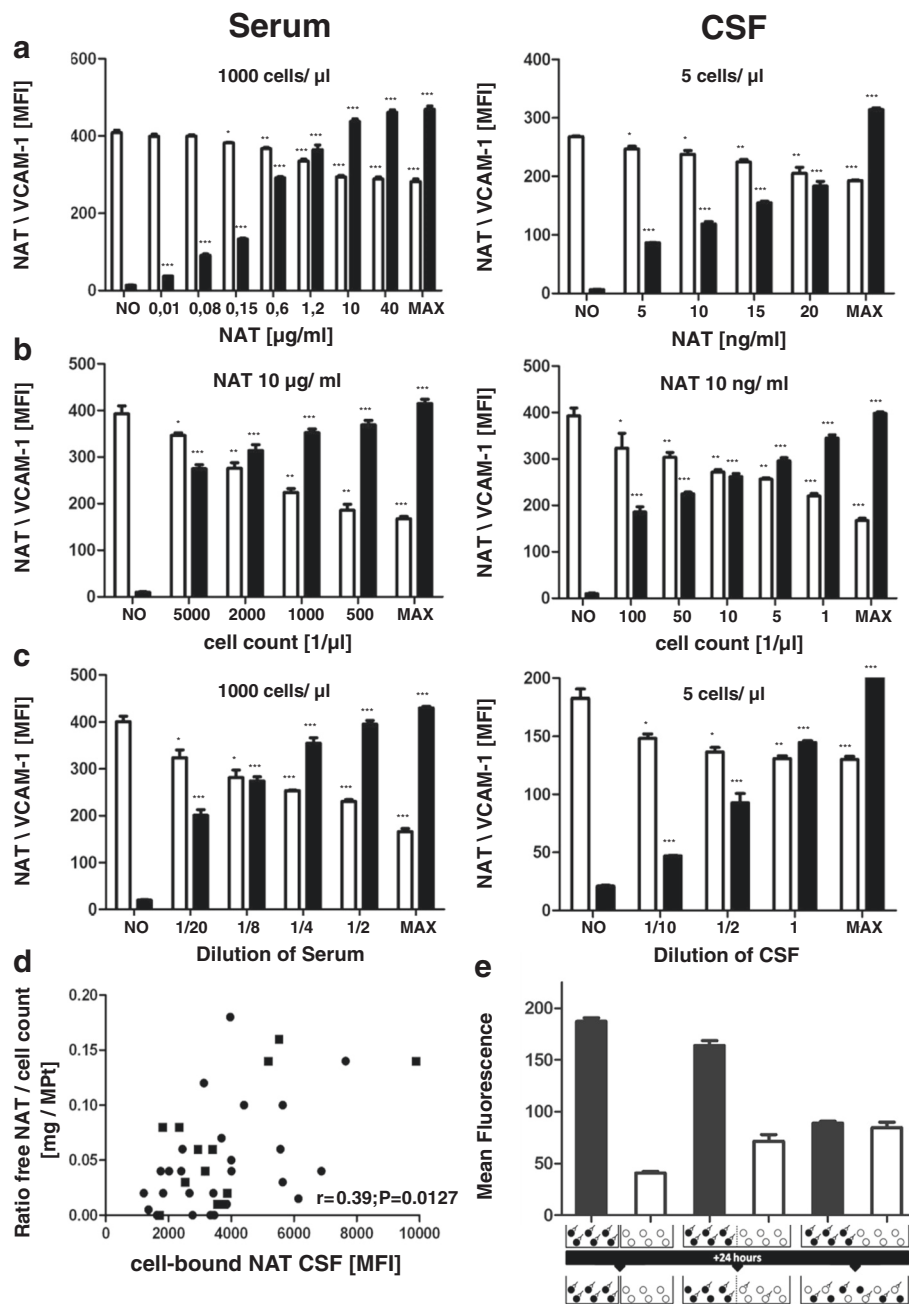 Serum
CSF
a
1000 cells/ µl
NAT \ VCAM-1 [MFI]
600
400
200
0
* ** *** *** *** ***
*** *** *** *** *** *** *** ***
NO 0,01 0,08 0,15 0,6 1,2 10 40 MAX
NAT [µg/ml]
5 cells/ µl
NAT \ VCAM-1 [MFI]
400
300
200
100
0
* * ** ** ***
*** *** *** *** ***
NO 5 10 15 20 MAX
NAT [ng/ml]
b
NAT 10 µg/ ml
NAT \ VCAM-1 [MFI]
500
400
300
200
100
0
* ** ** ** ***
*** *** *** *** ***
NO 5000 2000 1000 500 MAX
cell count [1/µl]
NAT 10 ng/ ml
NAT \ VCAM-1 [MFI]
500
400
300
200
100
0
* ** ** ** *** ***
*** *** *** *** *** ***
NO 100 50 10 5 1 MAX
cell count [1/µl]
c
1000 cells/ µl
NAT \ VCAM-1 [MFI]
500
400
300
200
100
0
* * *** *** ***
*** *** *** *** ***
NO 1/20 1/8 1/4 1/2 MAX
Dilution of Serum
5 cells/ µl
NAT \ VCAM-1 [MFI]
200
150
100
50
0
* * ** ***
*** *** *** ***
NO 1/10 1/2 1 MAX
Dilution of CSF
d
Ratio free NAT / cell count
[mg / MPt]
0.20
0.15
0.10
0.05
0.00
r=0.39;P=0.0127
0 2000 4000 6000 8000 10000
cell-bound NAT CSF [MFI]
e
Mean Fluorescence
200
150
100
50
0
+24 hours